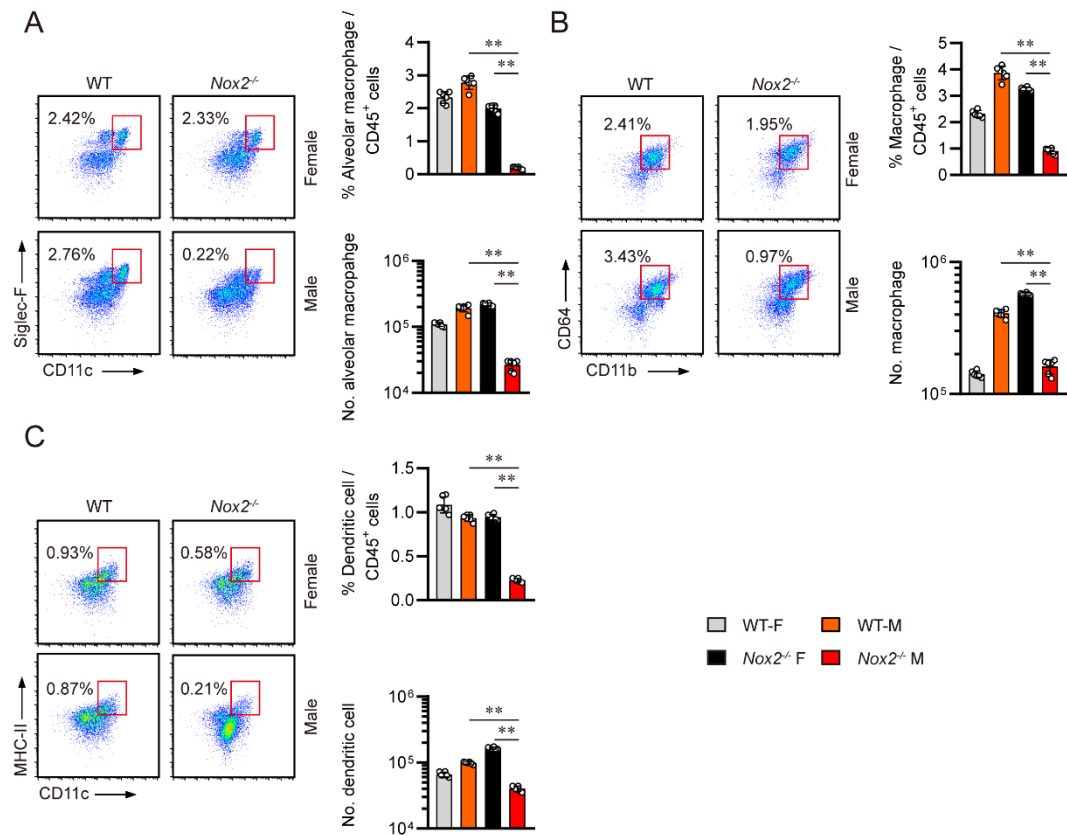 A
WT
Nox2-/-
2.42%
2.33%
Female
2.76%
0.22%
Male
Siglec-F
CD11c
% Alveolar macrophage /
CD45+ cells
4
3
2
1
0
**
**
No. alveolar macropahge
10^6
10^5
10^4
**
**
B
WT
Nox2-/-
2.41%
1.95%
Female
3.43%
0.97%
Male
CD64
CD11b
% Macrophage /
CD45+ cells
5
4
3
2
1
0
**
**
No. macrophage
10^6
10^5
**
**
C
WT
Nox2-/-
0.93%
0.58%
Female
0.87%
0.21%
Male
MHC-II
CD11c
% Dendritic cell /
CD45+ cells
1.5
1.0
0.5
0.0
**
**
No. dendritic cell
10^6
10^5
10^4
**
**
WT-F
WT-M
Nox2-/- F
Nox2-/- M